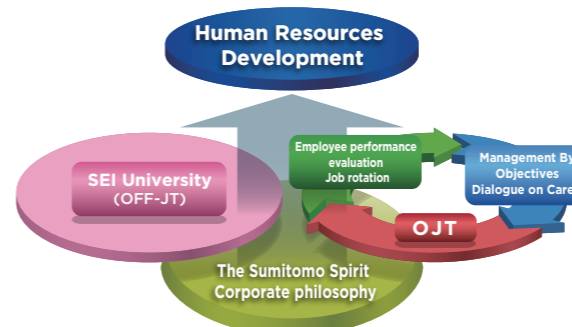 Human Resources
Development
SEI University
(OFF-JT)
Employee performance
evaluation
Job rotation
Management By
Objectives
Dialogue on Care
OJT
The Sumitomo Spirit
Corporate philosophy